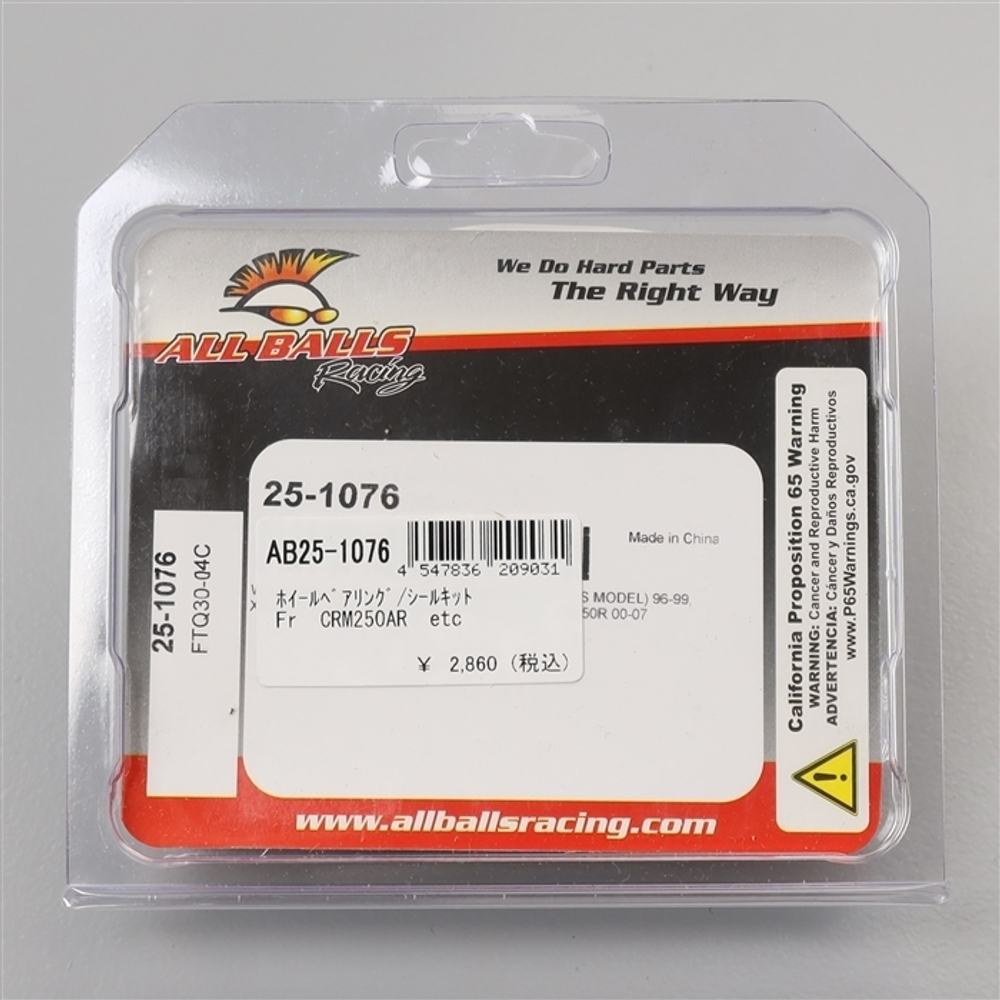 We Do Hard Parts
The Right Way
ALL BALLS
Racing
25-1076
Made in China
AB25-1076
4 547836 209031
ﾎｲｰﾙﾍﾞｱﾘﾝｸﾞ/ｼｰﾙｷｯﾄ
Fr CRM250AR etc
¥ 2,860 (税込)
S MODEL) 96-99,
50R 00-07
25-1076
FTQ30-04C
California Proposition 65 Warning
WARNING: Cancer and Reproductive Harm
ADVERTENCIA: Cáncer y Daños Reproductivos
www.P65Warnings.ca.gov
www.allballsracing.com